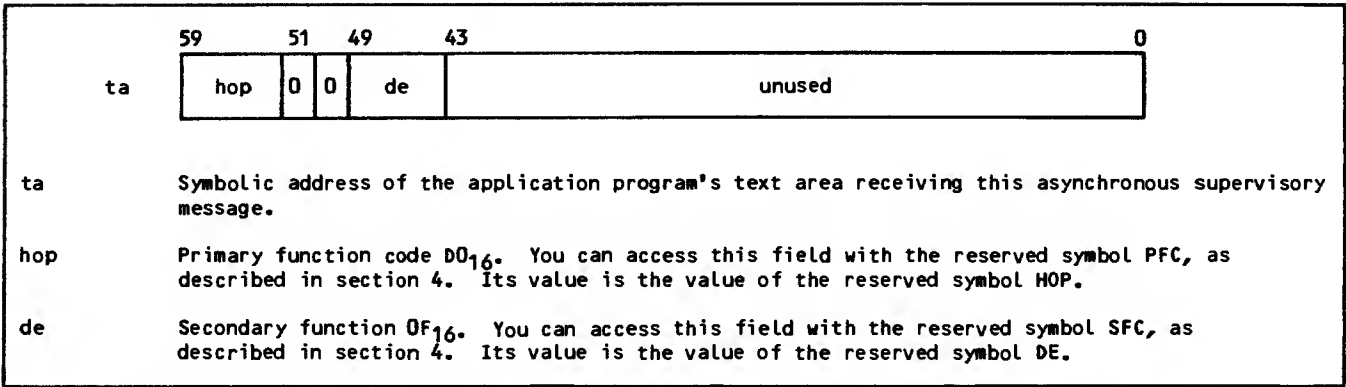 59 51 49 43 0
ta hop 0 0 de unused
ta Symbolic address of the application program's text area receiving this asynchronous supervisory
message.
hop Primary function code D0₁₆. You can access this field with the reserved symbol PFC, as
described in section 4. Its value is the value of the reserved symbol HOP.
de Secondary function 0F₁₆. You can access this field with the reserved symbol SFC, as
described in section 4. Its value is the value of the reserved symbol DE.